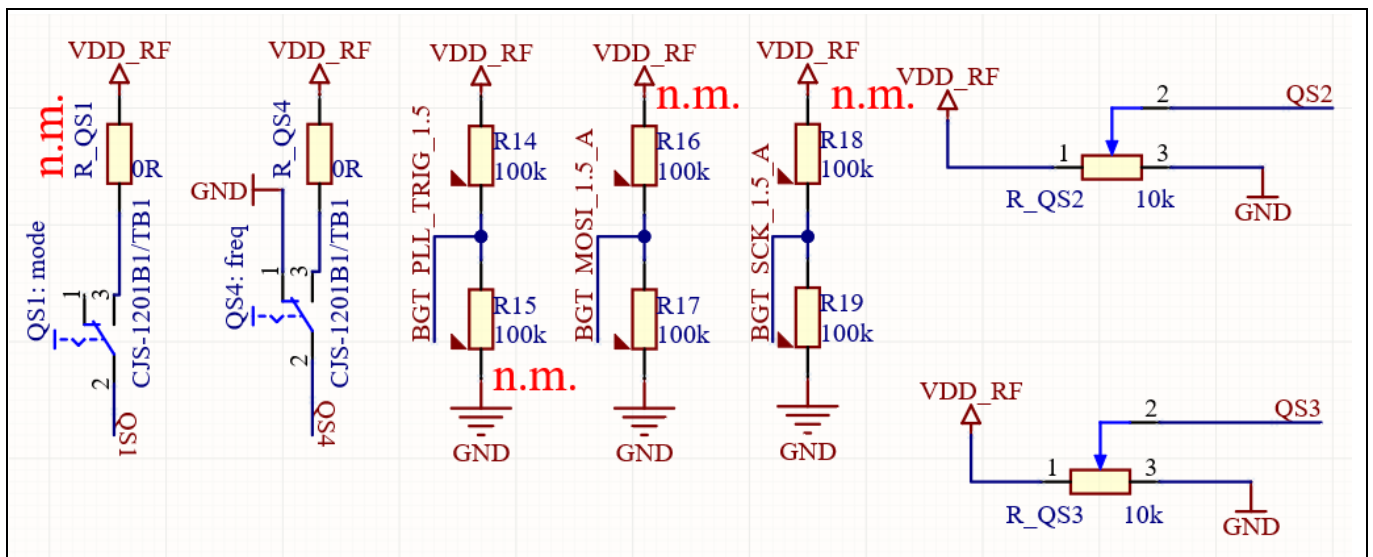 VDD_RF
n.m.
R_QS1
0R
QS1: mode
1
3
2
CJS-1201B1/TB1
QS1
VDD_RF
R_QS4
0R
GND
QS4: freq
1
3
2
CJS-1201B1/TB1
QS4
VDD_RF
R14
100k
BGT_PLL_TRIG_1.5
R15
100k
n.m.
GND
VDD_RF
n.m.
R16
100k
BGT_MOSI_1.5_A
R17
100k
GND
VDD_RF
n.m.
R18
100k
BGT_SCK_1.5_A
R19
100k
GND
VDD_RF
2
QS2
1
3
R_QS2
10k
GND
VDD_RF
2
QS3
1
3
R_QS3
10k
GND